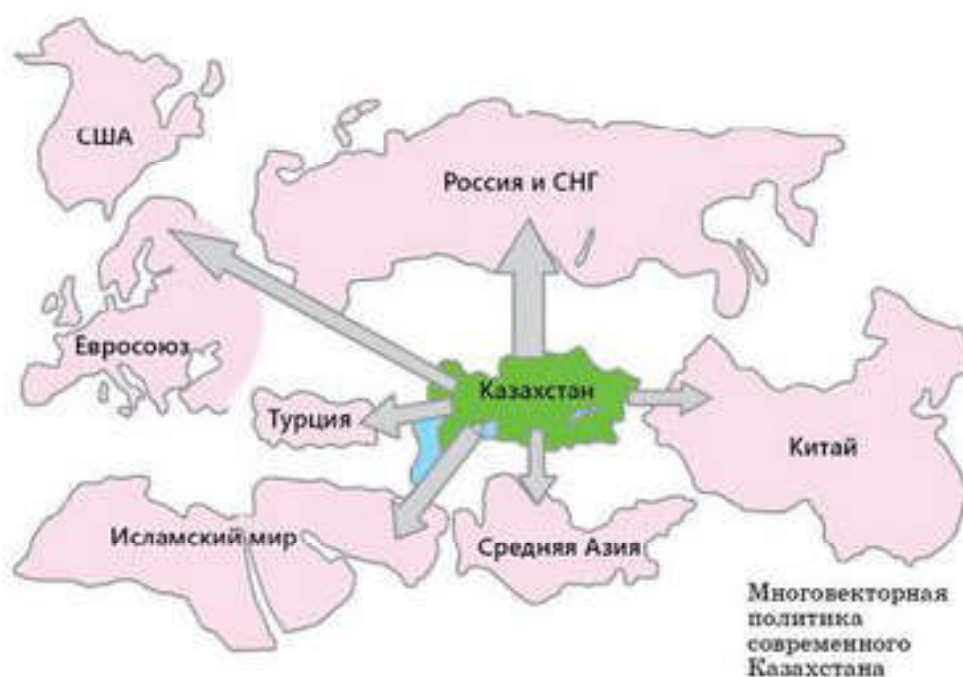 США
Россия и СНГ
Евросоюз
Казахстан
Турция
Китай
Исламский мир
Средняя Азия
Многовекторная
политика
современного
Казахстана